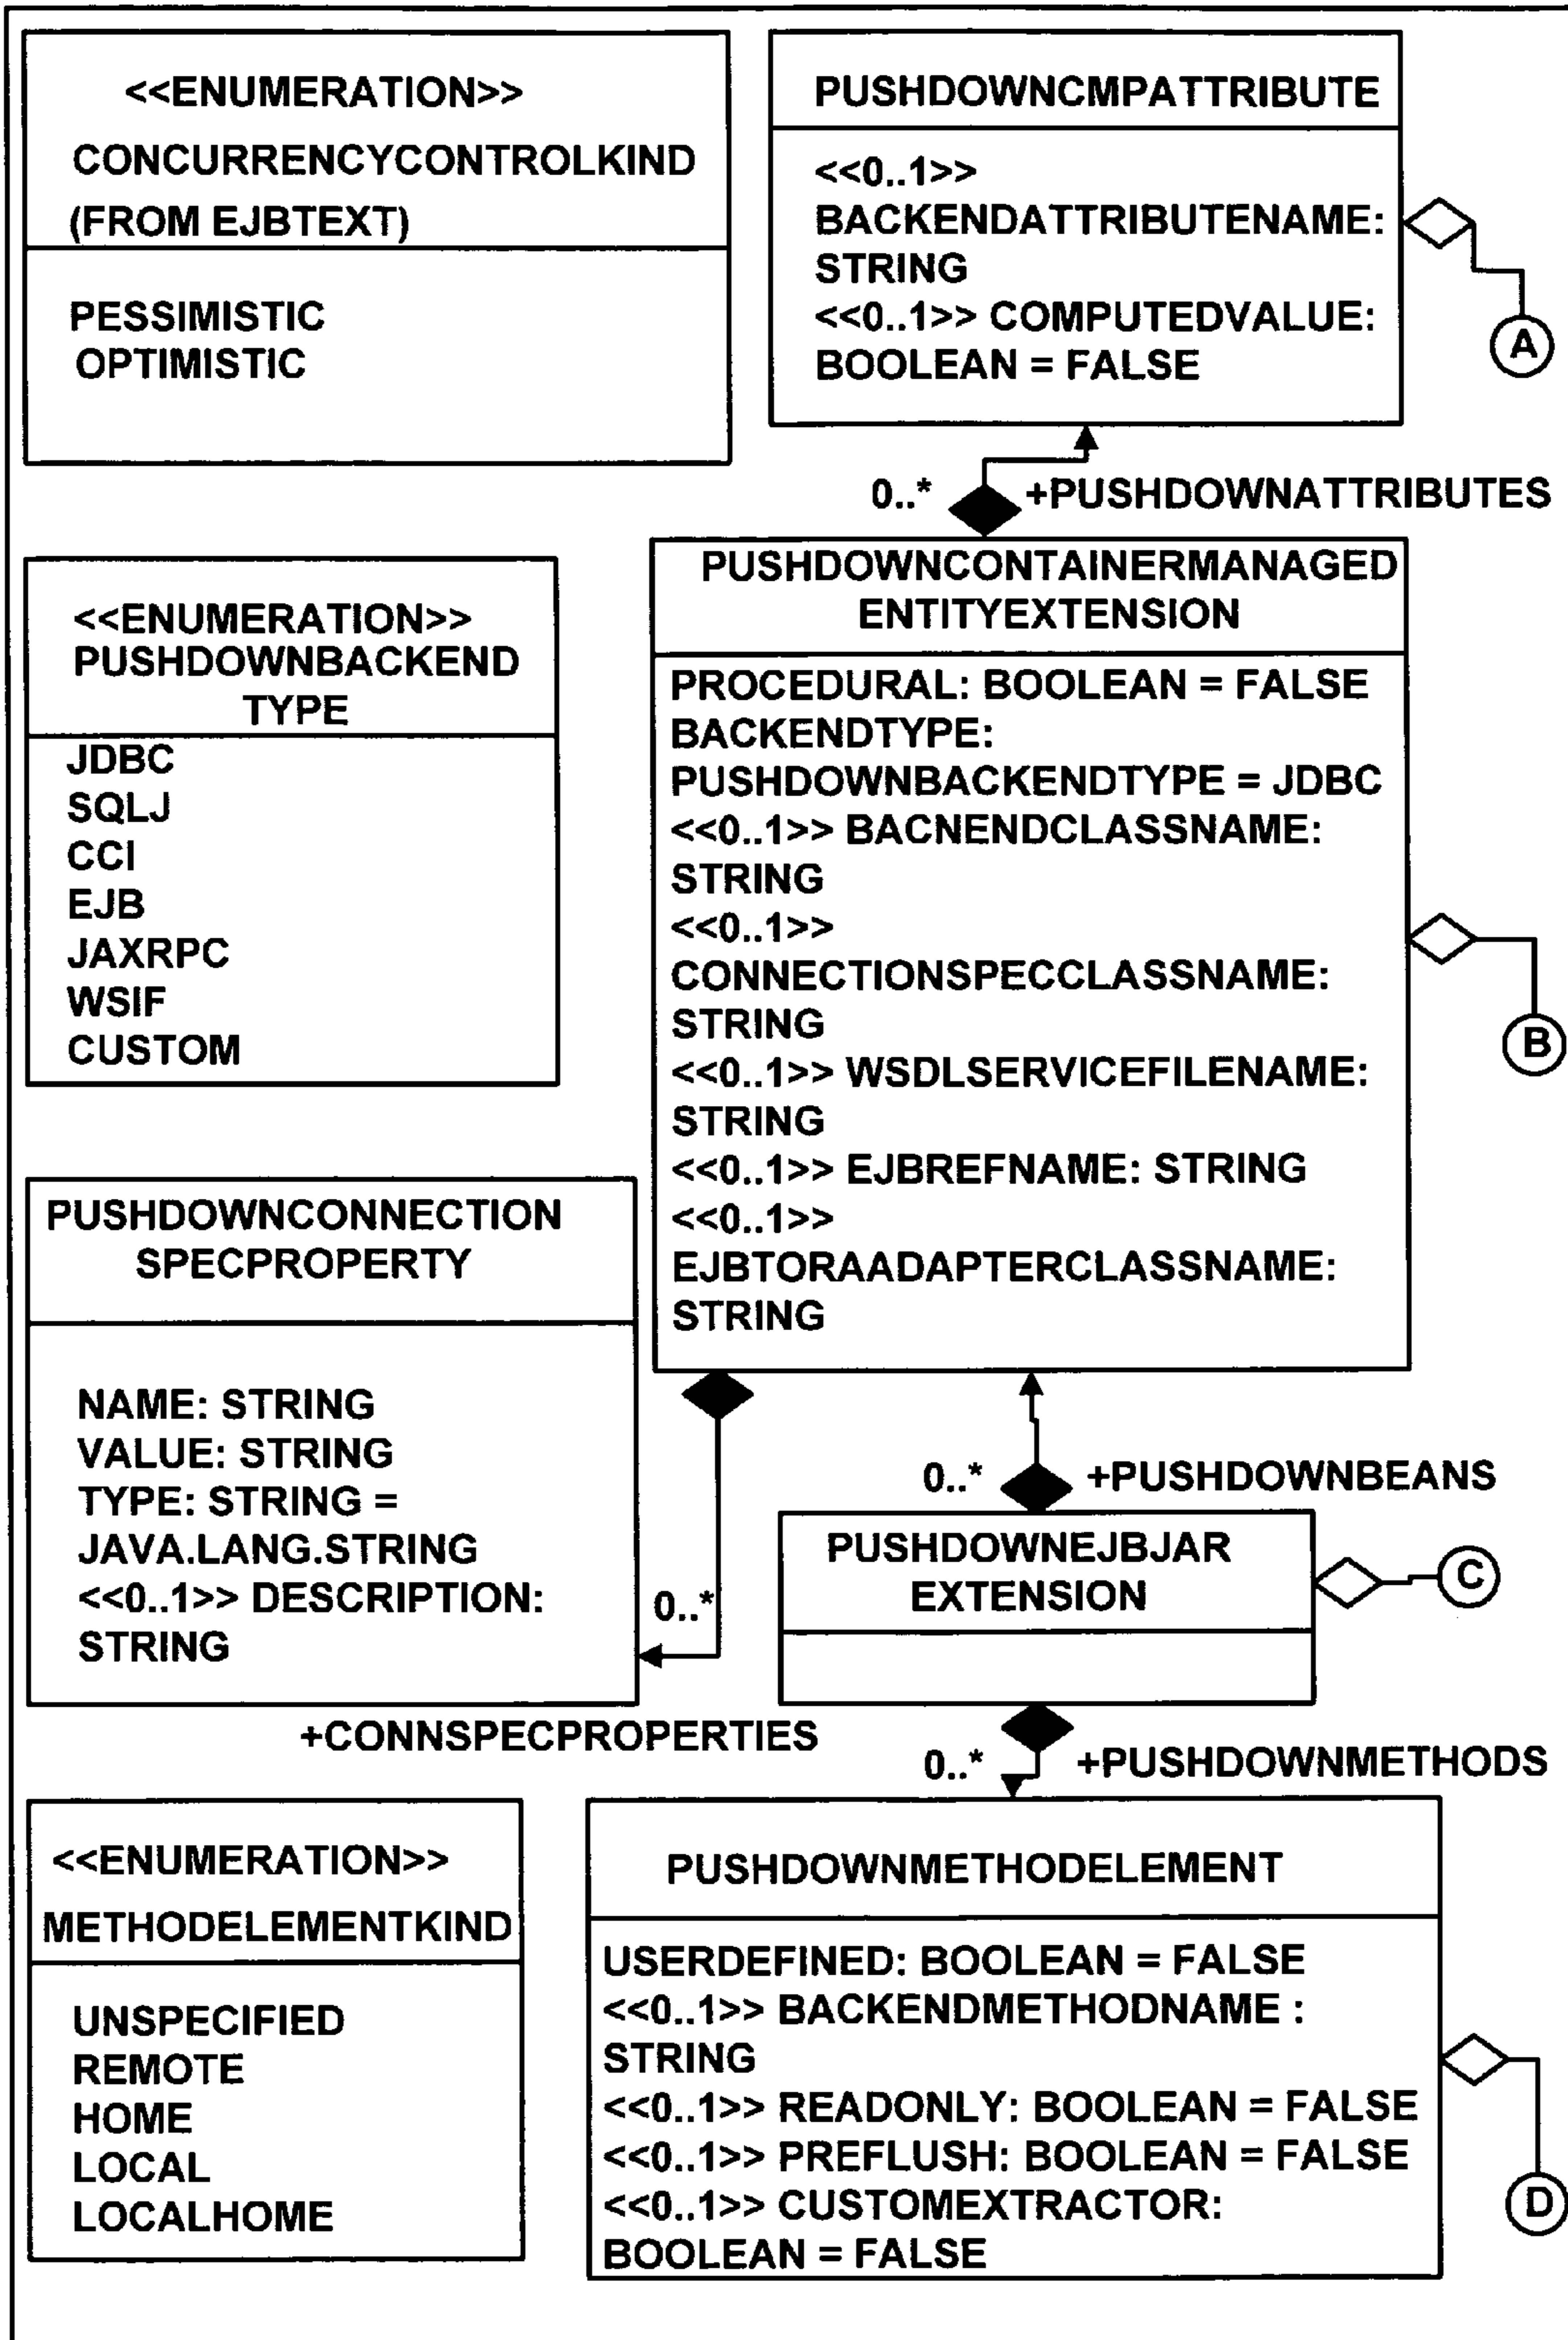 <<ENUMERATION>>
CONCURRENCYCONTROLKIND
(FROM EJBTEXT)
PESSIMISTIC
OPTIMISTIC
PUSHDOWNCMPATTRIBUTE
<<0..1>>
BACKENDATTRIBUTENAME:
STRING
<<0..1>> COMPUTEDVALUE:
BOOLEAN = FALSE
A
0..*
+PUSHDOWNATTRIBUTES
<<ENUMERATION>>
PUSHDOWNBACKEND
TYPE
JDBC
SQLJ
CCI
EJB
JAXRPC
WSIF
CUSTOM
PUSHDOWNCONTAINERMANAGED
ENTITYEXTENSION
PROCEDURAL: BOOLEAN = FALSE
BACKENDTYPE:
PUSHDOWNBACKENDTYPE = JDBC
<<0..1>> BACNENDCLASSNAME:
STRING
<<0..1>>
CONNECTIONSPECCLASSNAME:
STRING
<<0..1>> WSDLSERVICEFILENAME:
STRING
<<0..1>> EJBREFNAME: STRING
<<0..1>>
EJBTORAADAPTERCLASSNAME:
STRING
B
PUSHDOWNCONNECTION
SPECPROPERTY
NAME: STRING
VALUE: STRING
TYPE: STRING =
JAVA.LANG.STRING
<<0..1>> DESCRIPTION:
STRING
0..*
+CONNSPECPROPERTIES
0..*
+PUSHDOWNBEANS
PUSHDOWNEJBJAR
EXTENSION
C
0..*
+PUSHDOWNMETHODS
<<ENUMERATION>>
METHODELEMENTKIND
UNSPECIFIED
REMOTE
HOME
LOCAL
LOCALHOME
PUSHDOWNMETHODELEMENT
USERDEFINED: BOOLEAN = FALSE
<<0..1>> BACKENDMETHODNAME :
STRING
<<0..1>> READONLY: BOOLEAN = FALSE
<<0..1>> PREFLUSH: BOOLEAN = FALSE
<<0..1>> CUSTOMEXTRACTOR:
BOOLEAN = FALSE
D